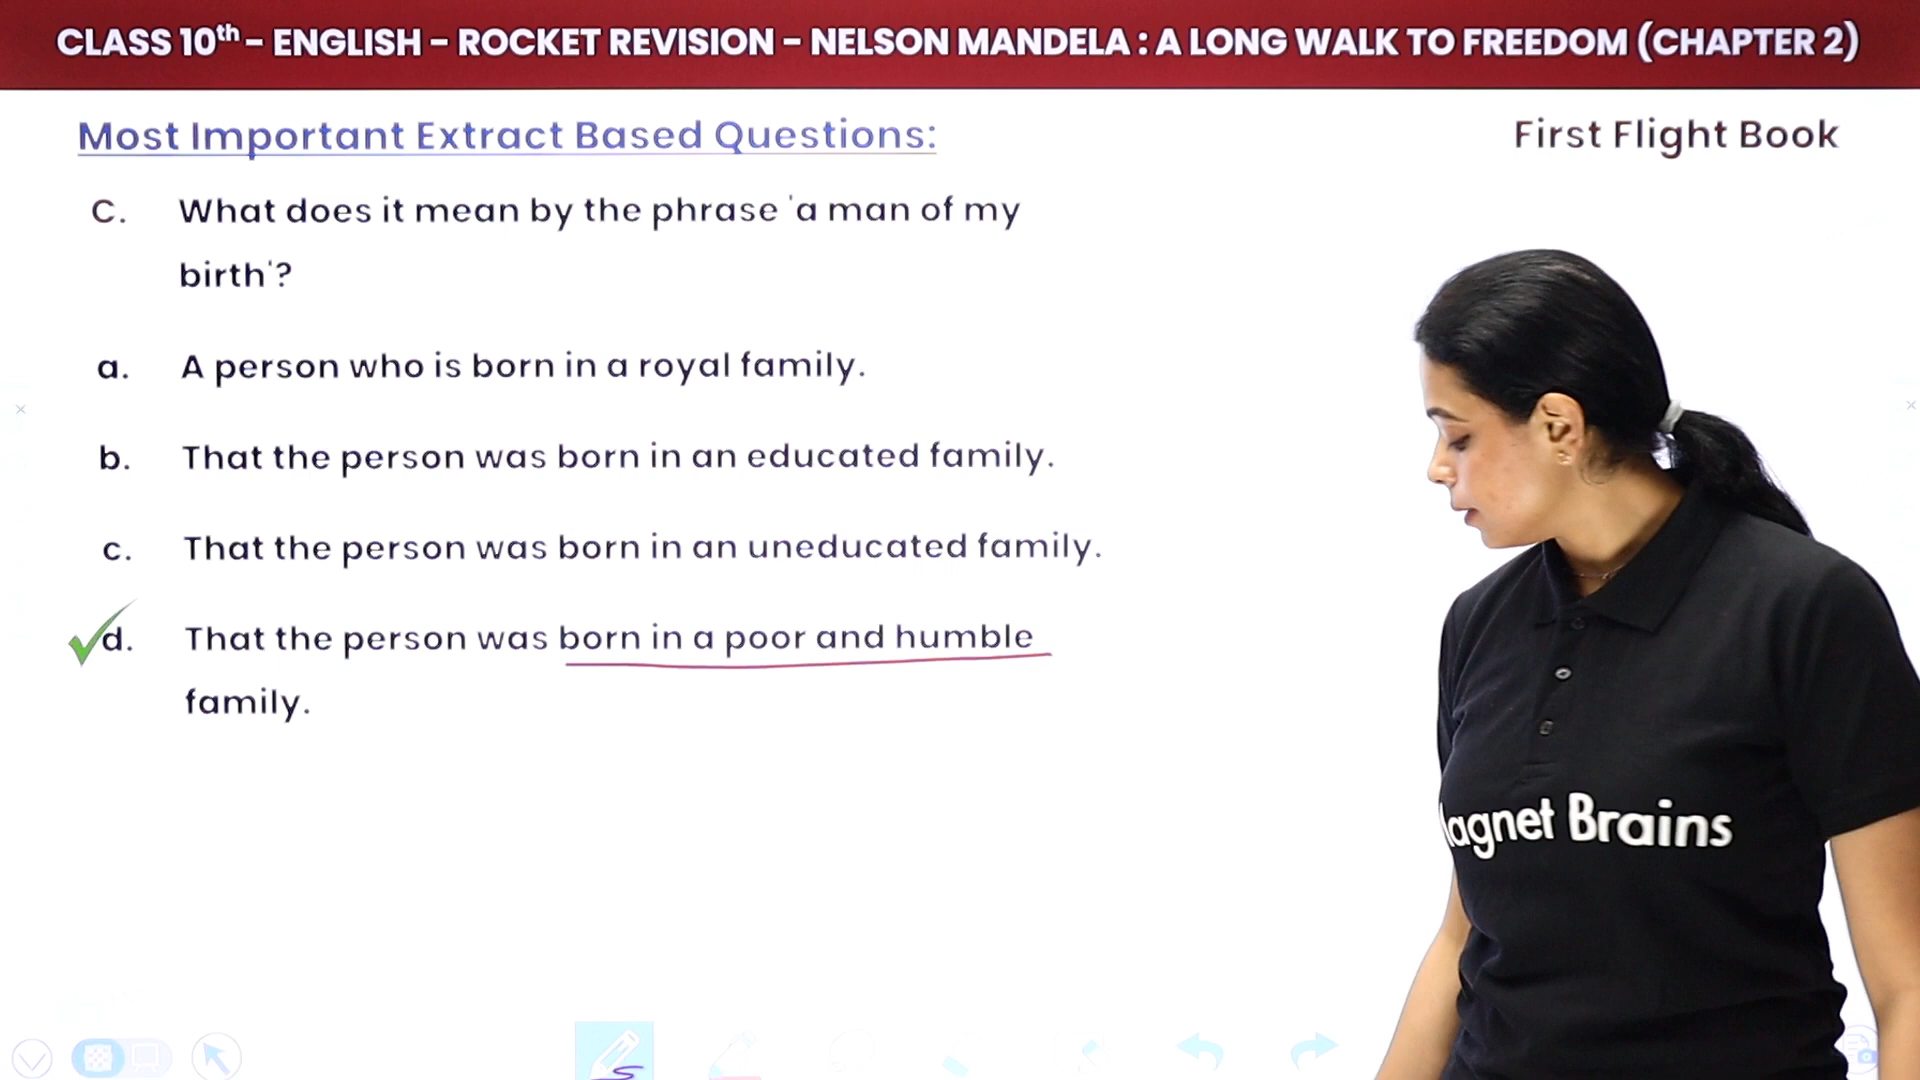 CLASS 10th - ENGLISH - ROCKET REVISION - NELSON MANDELA : A LONG WALK TO FREEDOM (CHAPTER 2)
Most Important Extract Based Questions:
First Flight Book
C. What does it mean by the phrase 'a man of my
birth'?
a. A person who is born in a royal family.
b. That the person was born in an educated family.
c. That the person was born in an uneducated family.
d. That the person was born in a poor and humble
family.
agnet Brains